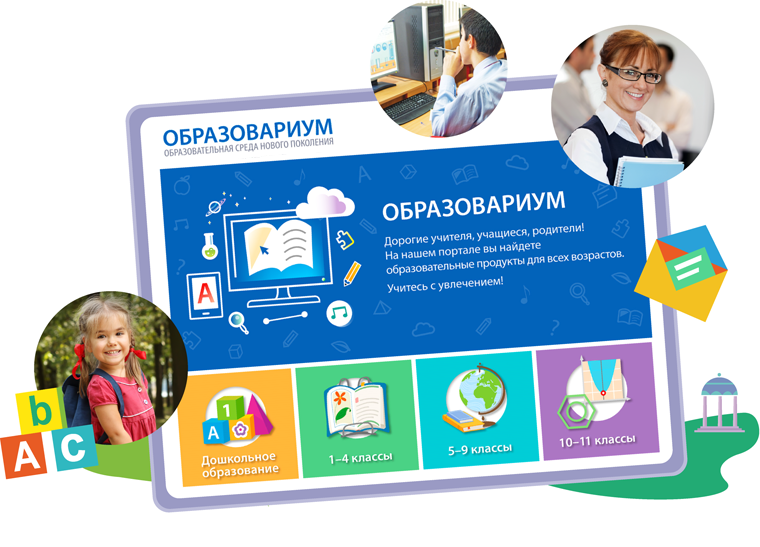 ОБРАЗОВАРИУМ
ОБРАЗОВАТЕЛЬНАЯ СРЕДА НОВОГО ПОКОЛЕНИЯ
ОБРАЗОВАРИУМ
Дорогие учителя, учащиеся, родители!
На нашем портале вы найдете
образовательные продукты для всех возрастов.
Учитесь с увлечением!
A
b
A C
1
A
Дошкольное
образование
1–4 классы
5–9 классы
10–11 классы